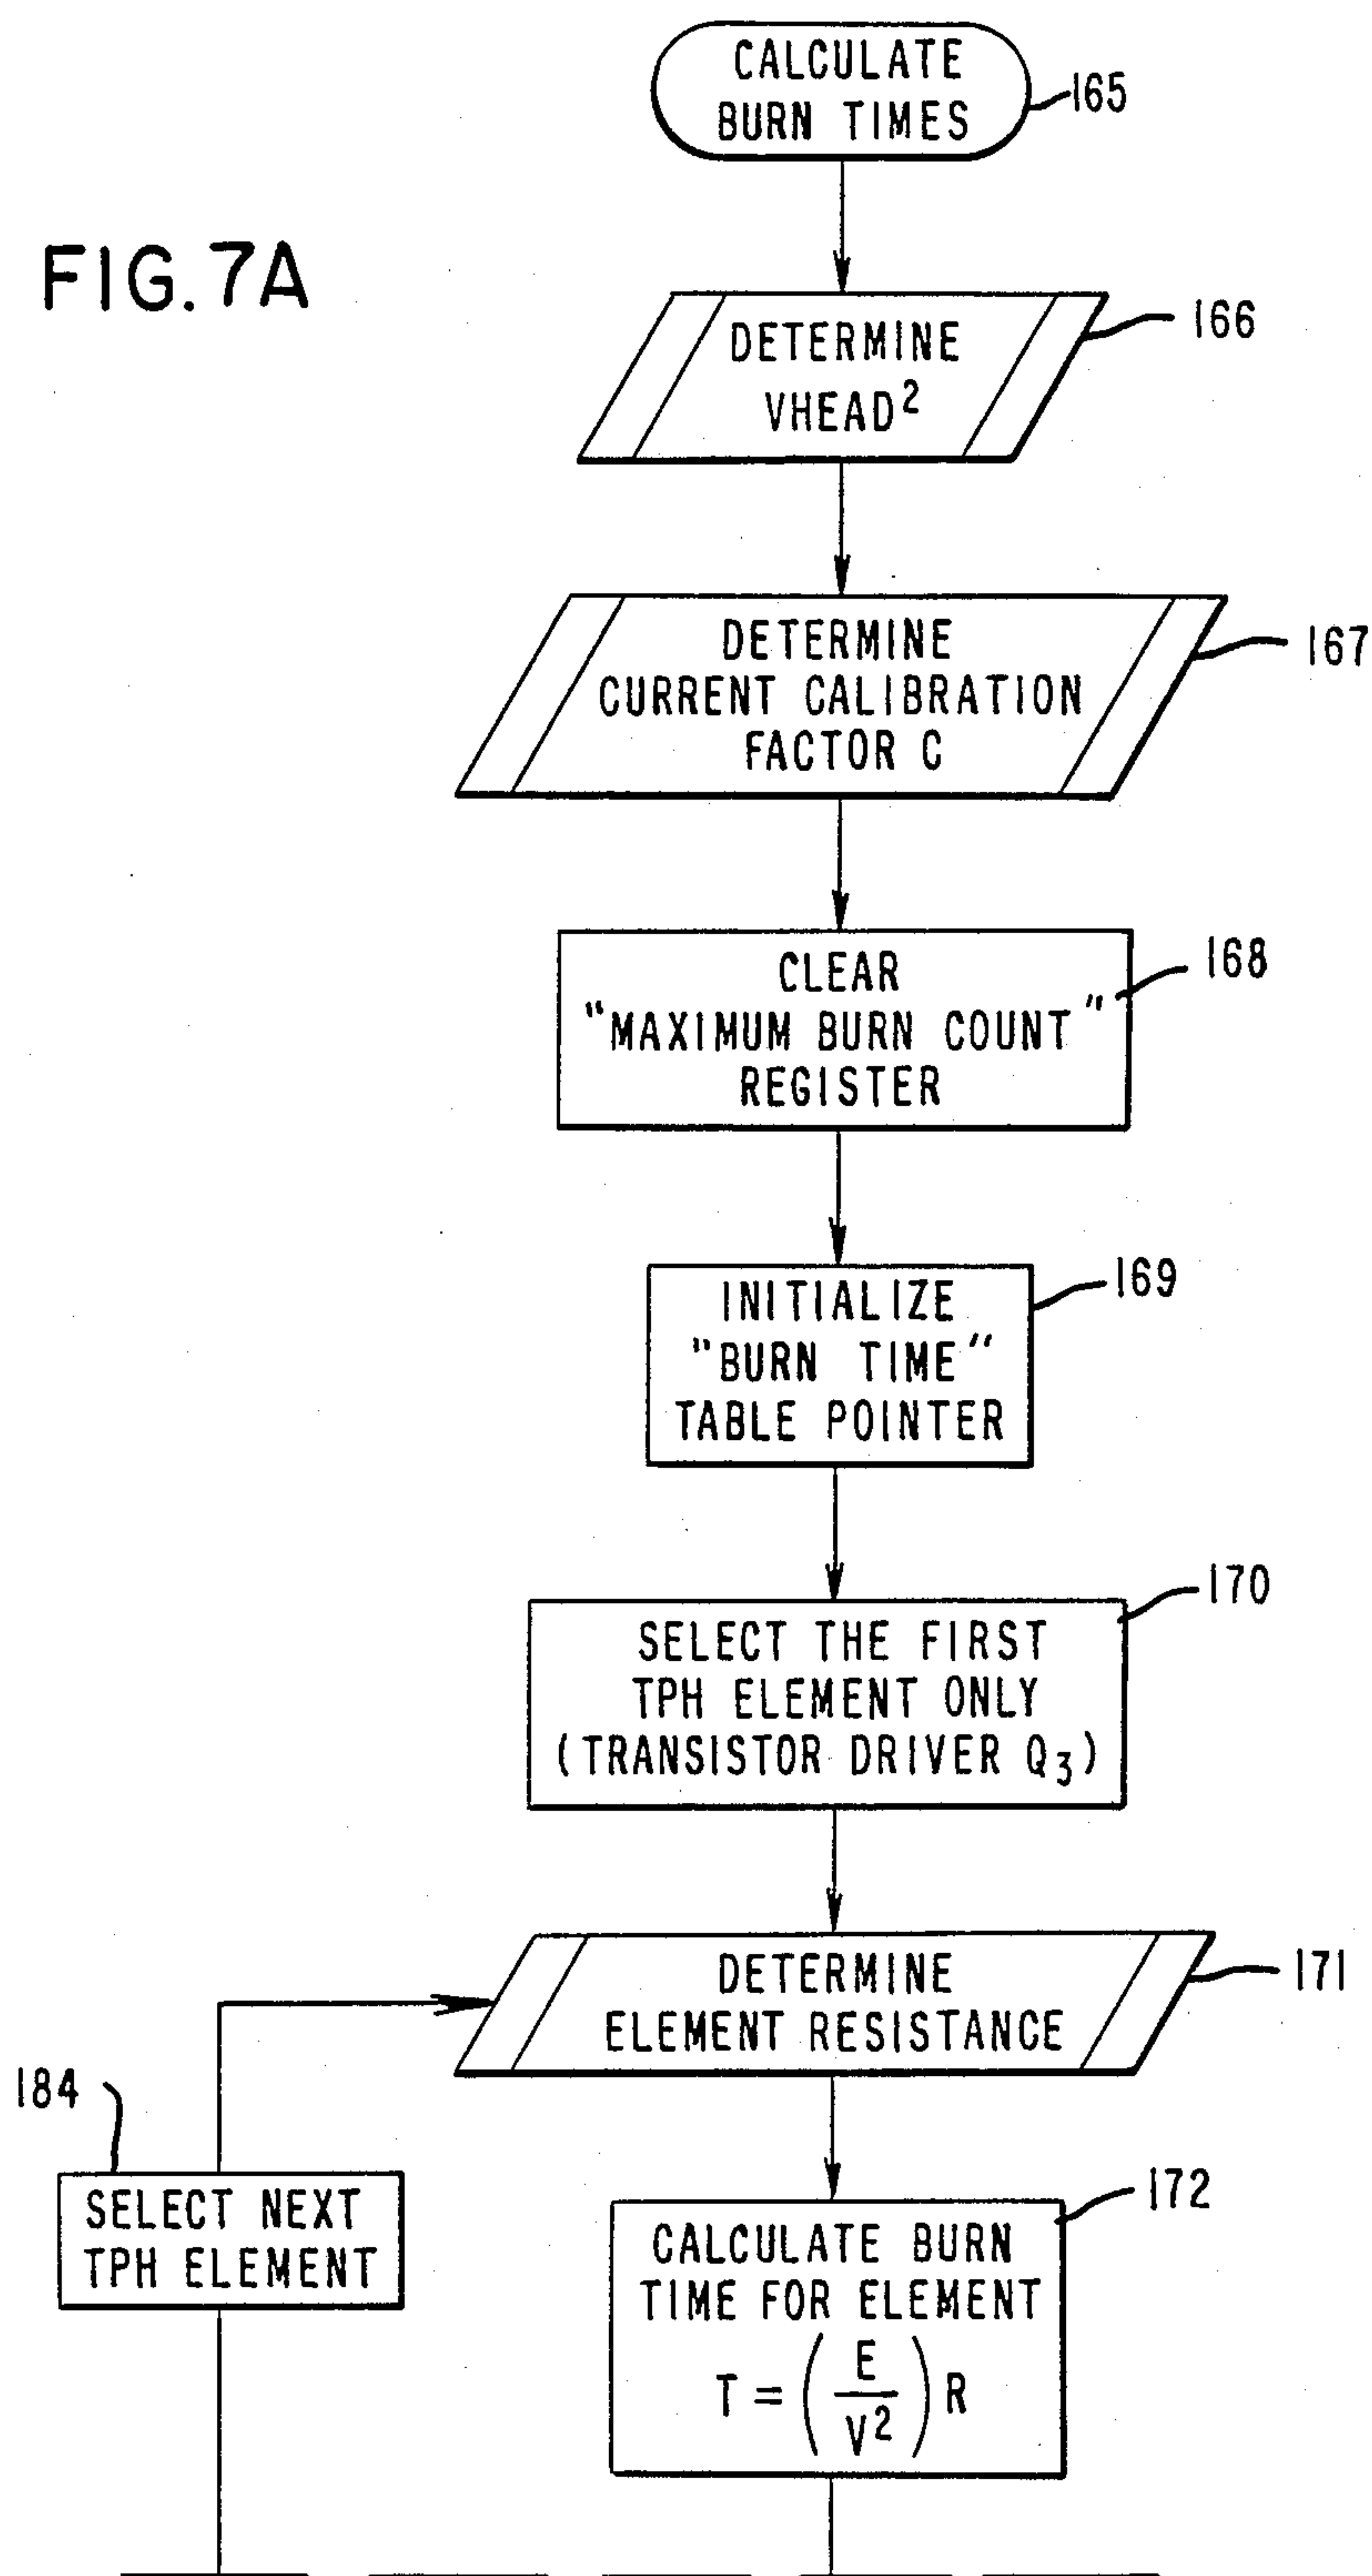 CALCULATE
BURN TIMES
165
FIG.7A
166
DETERMINE
VHEAD²
167
DETERMINE
CURRENT CALIBRATION
FACTOR C
168
CLEAR
"MAXIMUM BURN COUNT"
REGISTER
169
INITIALIZE
"BURN TIME"
TABLE POINTER
170
SELECT THE FIRST
TPH ELEMENT ONLY
(TRANSISTOR DRIVER Q₃)
171
DETERMINE
ELEMENT RESISTANCE
184
SELECT NEXT
TPH ELEMENT
172
CALCULATE BURN
TIME FOR ELEMENT
T = (E/V²) R